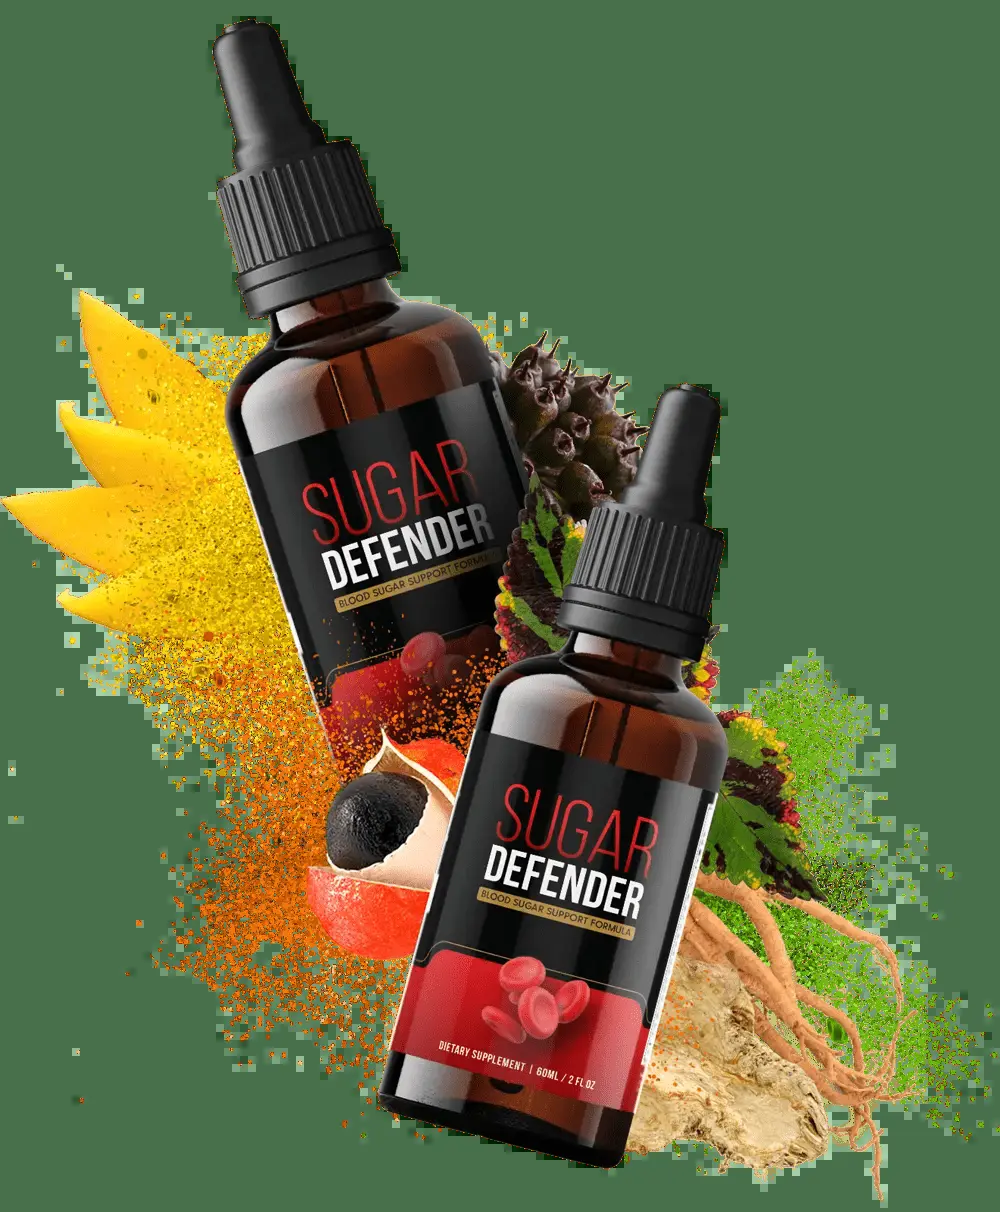 SUGAR
DEFENDER
BLOOD SUGAR SUPPORT FORMULA
SUGAR
DEFENDER
BLOOD SUGAR SUPPORT FORMULA
DIETARY SUPPLEMENT | 60ML / 2 FL OZ